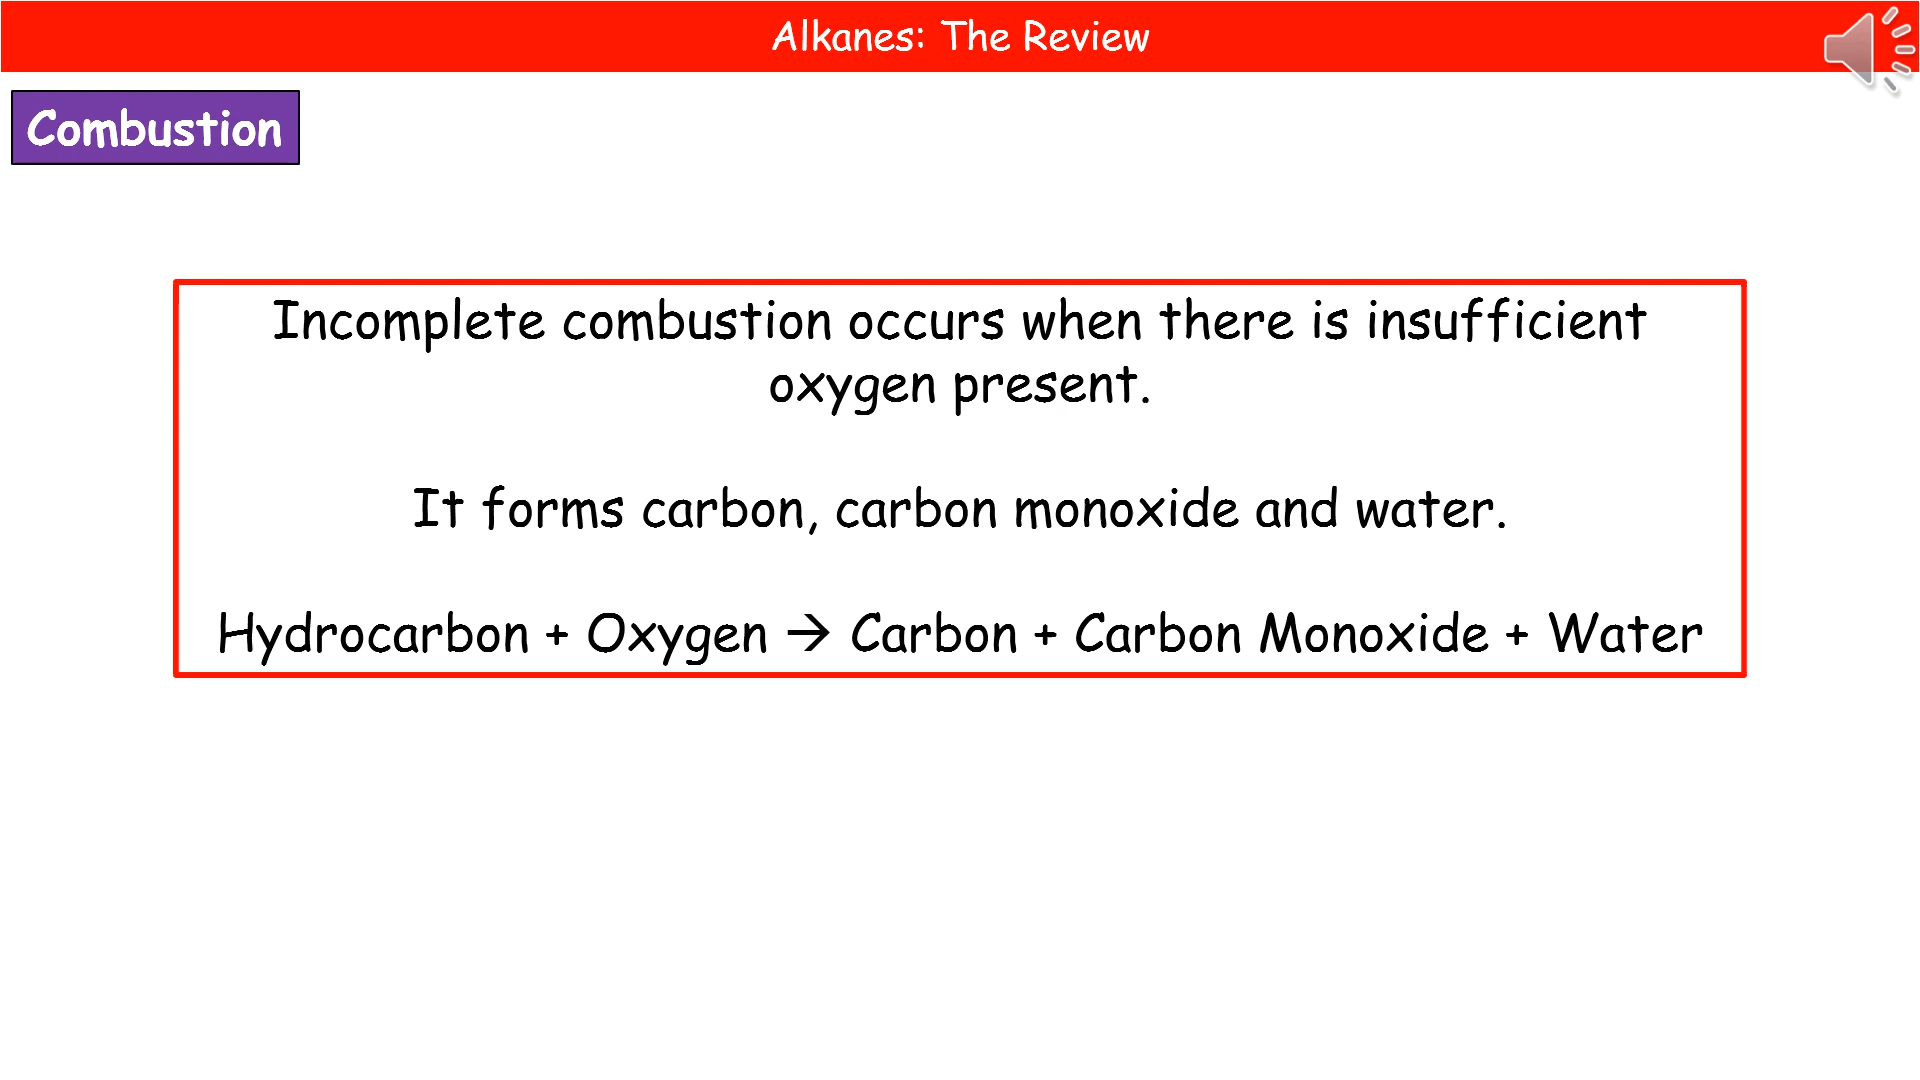 Alkanes: The Review
Combustion
Incomplete combustion occurs when there is insufficient
oxygen present.
It forms carbon, carbon monoxide and water.
Hydrocarbon + Oxygen → Carbon + Carbon Monoxide + Water